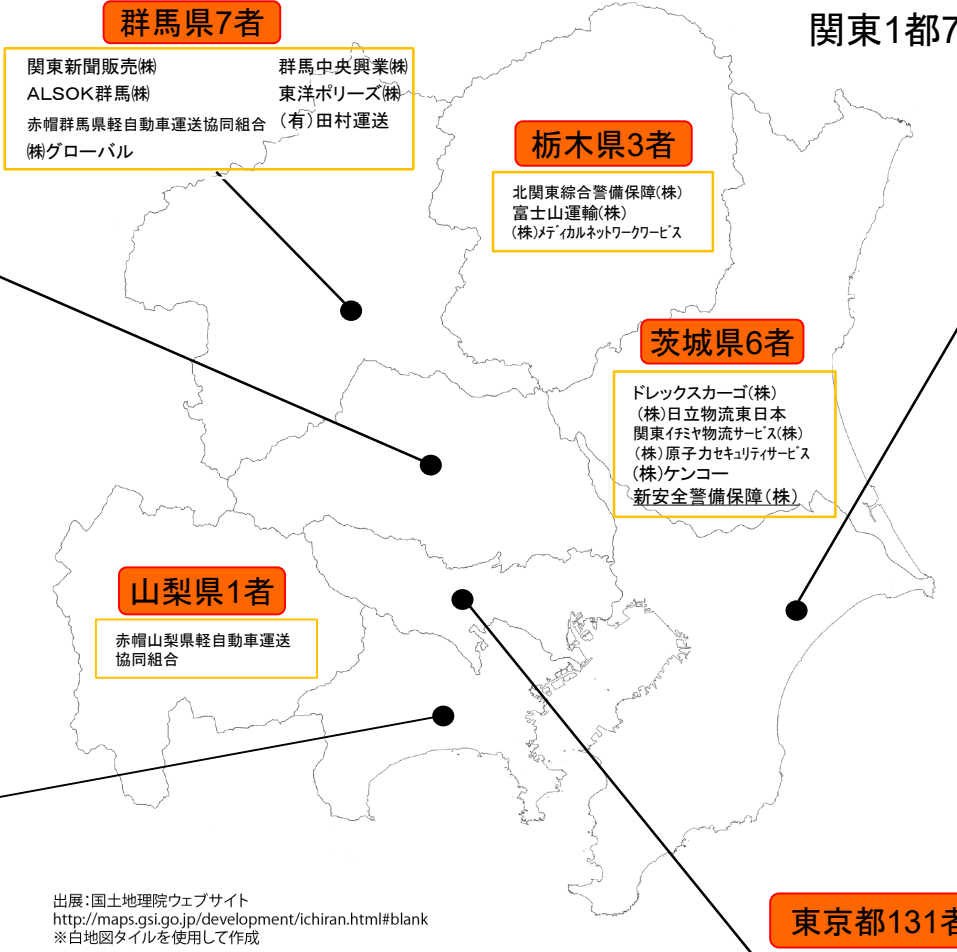 関東1都7
群馬県7者
関東新聞販売㈱
ALSOK群馬㈱
赤帽群馬県軽自動車運送協同組合
㈱グローバル
群馬中央興業㈱
東洋ポリーズ㈱
(有)田村運送
栃木県3者
北関東綜合警備保障(株)
富士山運輸(株)
(株)ﾒﾃﾞｨｶﾙﾈｯﾄﾜｰｸワｰﾋﾞｽ
茨城県6者
ドレックスカーゴ(株)
(株)日立物流東日本
関東ｲﾁﾐﾔ物流サービス(株)
(株)原子力ｾｷｭﾘﾃｨｻｰﾋﾞｽ
(株)ケンコー
新安全警備保障(株)
山梨県1者
赤帽山梨県軽自動車運送
協同組合
東京都131者
出展：国土地理院ウェブサイト
http://maps.gsi.go.jp/development/ichiran.html#blank
※白地図タイルを使用して作成